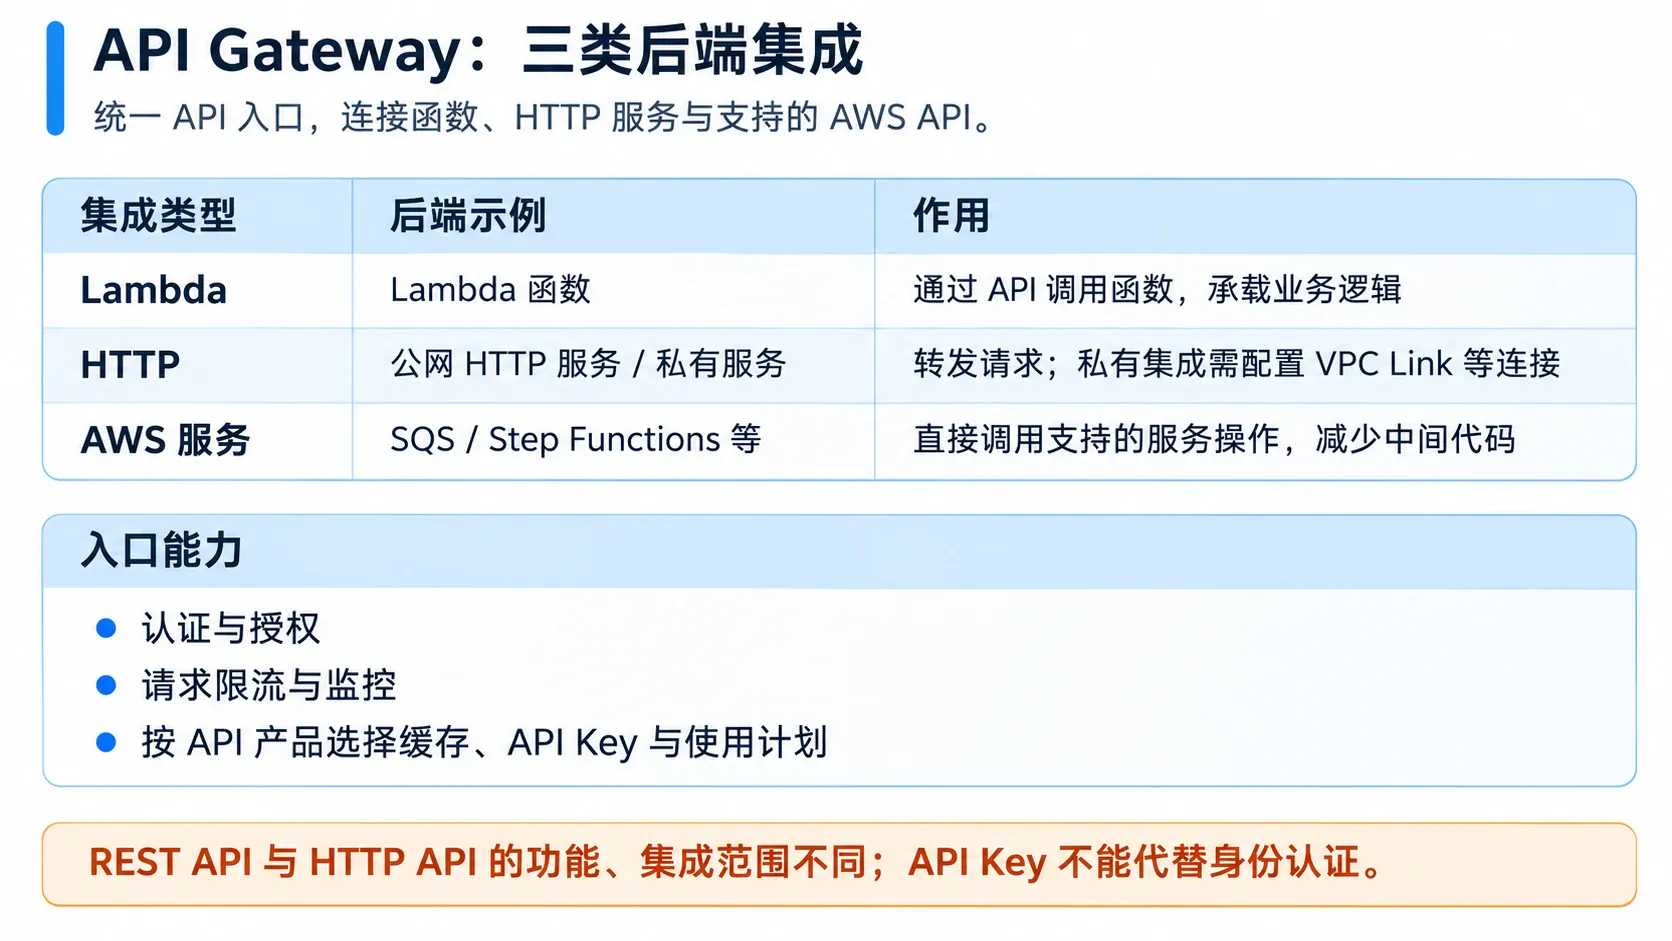 API Gateway：三类后端集成
统一 API 入口，连接函数、HTTP 服务与支持的 AWS API。
集成类型 后端示例 作用
Lambda Lambda 函数 通过 API 调用函数，承载业务逻辑
HTTP 公网 HTTP 服务 / 私有服务 转发请求；私有集成需配置 VPC Link 等连接
AWS 服务 SQS / Step Functions 等 直接调用支持的服务操作，减少中间代码
入口能力
● 认证与授权
● 请求限流与监控
● 按 API 产品选择缓存、API Key 与使用计划
REST API 与 HTTP API 的功能、集成范围不同；API Key 不能代替身份认证。